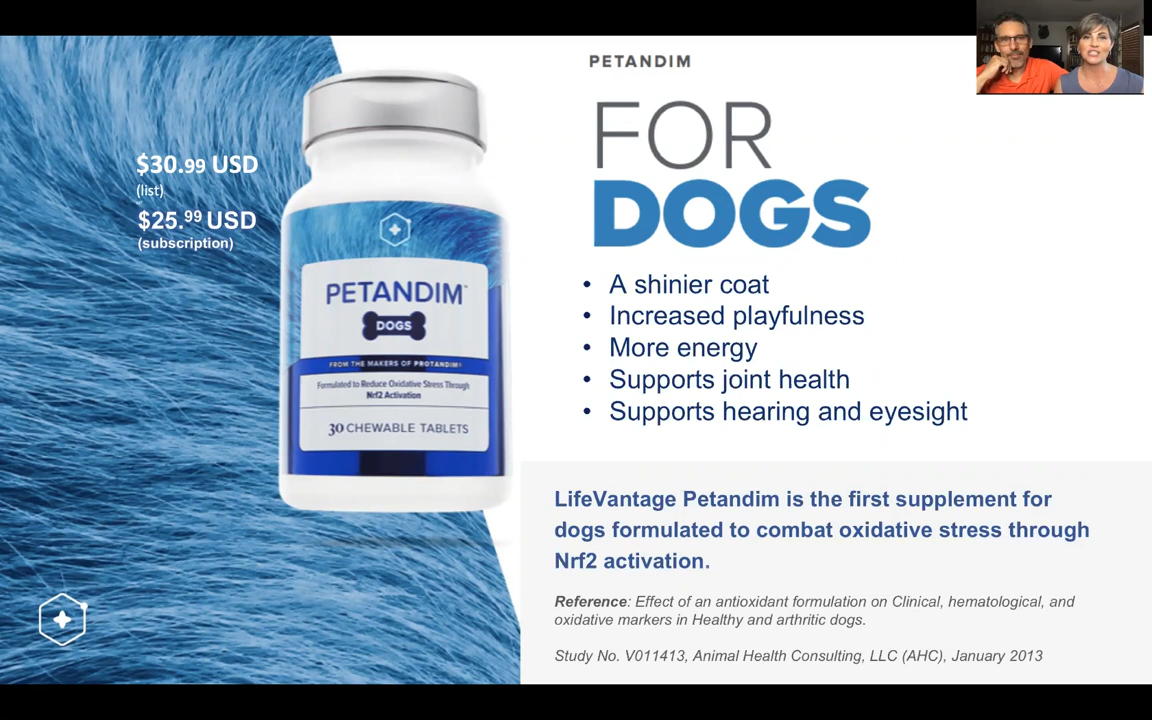 PETANDIM
FOR
DOGS
$30.99 USD
(list)
$25.99 USD
(subscription)
PETANDIM™
DOGS
FROM THE MAKERS OF PROTANDIM®
Formulated to Reduce Oxidative Stress Through
Nrf2 Activation
30 CHEWABLE TABLETS
• A shinier coat
• Increased playfulness
• More energy
• Supports joint health
• Supports hearing and eyesight
LifeVantage Petandim is the first supplement for
dogs formulated to combat oxidative stress through
Nrf2 activation.
Reference: Effect of an antioxidant formulation on Clinical, hematological, and
oxidative markers in Healthy and arthritic dogs.
Study No. V011413, Animal Health Consulting, LLC (AHC), January 2013